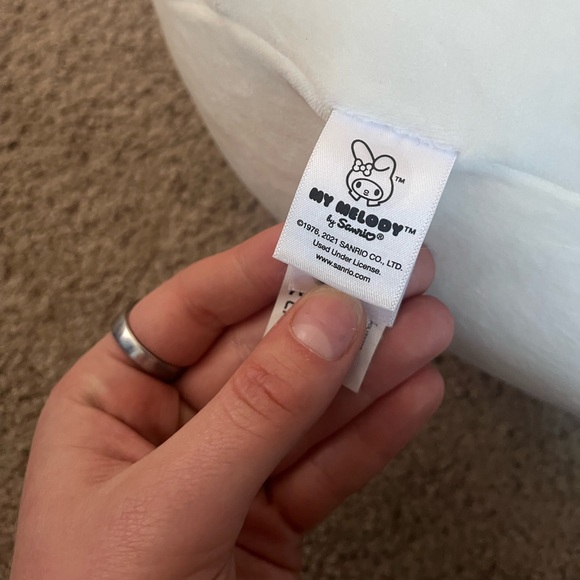 TM
MY MELODY™
by Sanrio®
©1976, 2021 SANRIO CO., LTD.
Used Under License.
www.sanrio.com